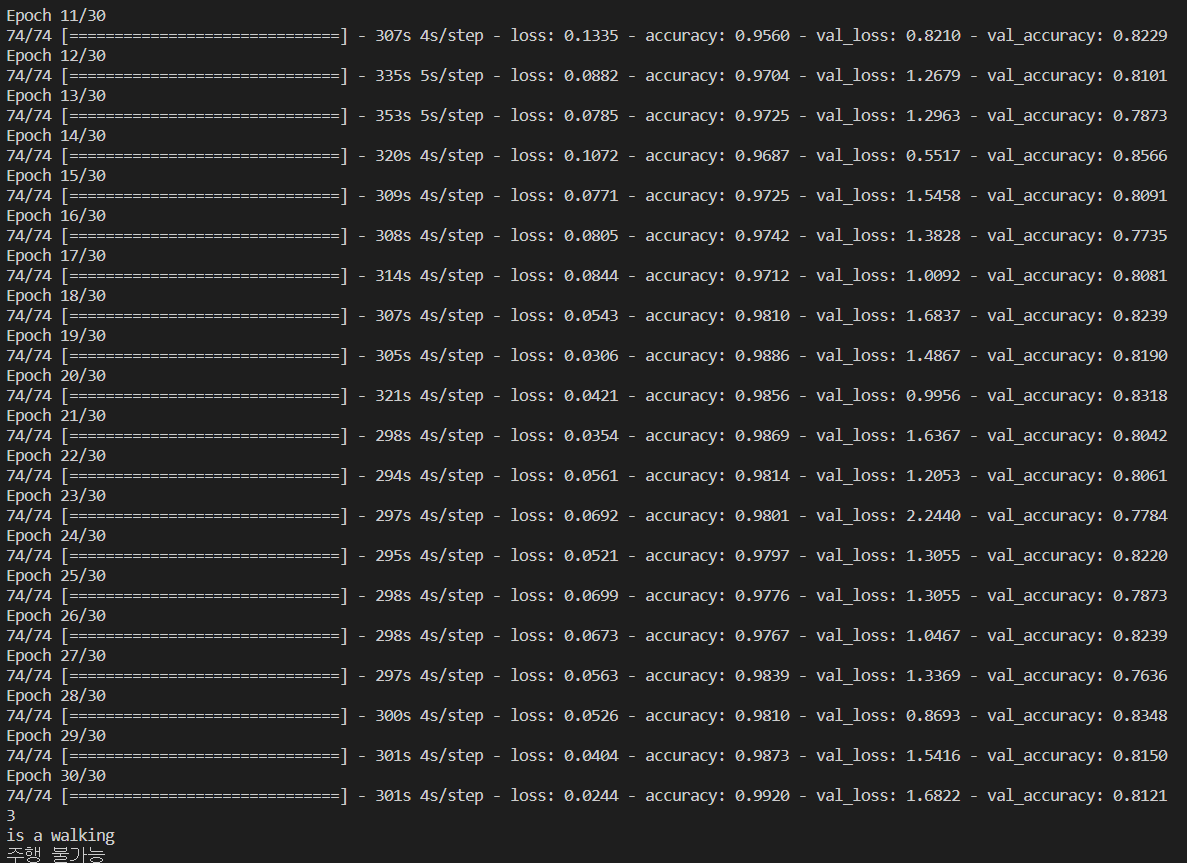 Epoch 11/30
74/74 [==============================] - 307s 4s/step - loss: 0.1335 - accuracy: 0.9560 - val_loss: 0.8210 - val_accuracy: 0.8229
Epoch 12/30
74/74 [==============================] - 335s 5s/step - loss: 0.0882 - accuracy: 0.9704 - val_loss: 1.2679 - val_accuracy: 0.8101
Epoch 13/30
74/74 [==============================] - 353s 5s/step - loss: 0.0785 - accuracy: 0.9725 - val_loss: 1.2963 - val_accuracy: 0.7873
Epoch 14/30
74/74 [==============================] - 320s 4s/step - loss: 0.1072 - accuracy: 0.9687 - val_loss: 0.5517 - val_accuracy: 0.8566
Epoch 15/30
74/74 [==============================] - 309s 4s/step - loss: 0.0771 - accuracy: 0.9725 - val_loss: 1.5458 - val_accuracy: 0.8091
Epoch 16/30
74/74 [==============================] - 308s 4s/step - loss: 0.0805 - accuracy: 0.9742 - val_loss: 1.3828 - val_accuracy: 0.7735
Epoch 17/30
74/74 [==============================] - 314s 4s/step - loss: 0.0844 - accuracy: 0.9712 - val_loss: 1.0092 - val_accuracy: 0.8081
Epoch 18/30
74/74 [==============================] - 307s 4s/step - loss: 0.0543 - accuracy: 0.9810 - val_loss: 1.6837 - val_accuracy: 0.8239
Epoch 19/30
74/74 [==============================] - 305s 4s/step - loss: 0.0306 - accuracy: 0.9886 - val_loss: 1.4867 - val_accuracy: 0.8190
Epoch 20/30
74/74 [==============================] - 321s 4s/step - loss: 0.0421 - accuracy: 0.9856 - val_loss: 0.9956 - val_accuracy: 0.8318
Epoch 21/30
74/74 [==============================] - 298s 4s/step - loss: 0.0354 - accuracy: 0.9869 - val_loss: 1.6367 - val_accuracy: 0.8042
Epoch 22/30
74/74 [==============================] - 294s 4s/step - loss: 0.0561 - accuracy: 0.9814 - val_loss: 1.2053 - val_accuracy: 0.8061
Epoch 23/30
74/74 [==============================] - 297s 4s/step - loss: 0.0692 - accuracy: 0.9801 - val_loss: 2.2440 - val_accuracy: 0.7784
Epoch 24/30
74/74 [==============================] - 295s 4s/step - loss: 0.0521 - accuracy: 0.9797 - val_loss: 1.3055 - val_accuracy: 0.8220
Epoch 25/30
74/74 [==============================] - 298s 4s/step - loss: 0.0699 - accuracy: 0.9776 - val_loss: 1.3055 - val_accuracy: 0.7873
Epoch 26/30
74/74 [==============================] - 298s 4s/step - loss: 0.0673 - accuracy: 0.9767 - val_loss: 1.0467 - val_accuracy: 0.8239
Epoch 27/30
74/74 [==============================] - 297s 4s/step - loss: 0.0563 - accuracy: 0.9839 - val_loss: 1.3369 - val_accuracy: 0.7636
Epoch 28/30
74/74 [==============================] - 300s 4s/step - loss: 0.0526 - accuracy: 0.9810 - val_loss: 0.8693 - val_accuracy: 0.8348
Epoch 29/30
74/74 [==============================] - 301s 4s/step - loss: 0.0404 - accuracy: 0.9873 - val_loss: 1.5416 - val_accuracy: 0.8150
Epoch 30/30
74/74 [==============================] - 301s 4s/step - loss: 0.0244 - accuracy: 0.9920 - val_loss: 1.6822 - val_accuracy: 0.8121
3
is a walking
주행 불가능